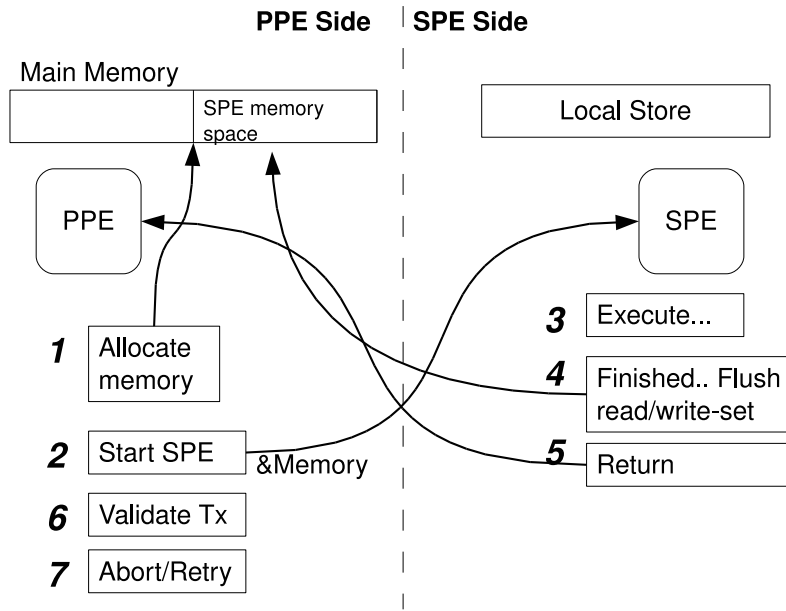 PPE Side
SPE Side
Main Memory
SPE memory
space
Local Store
PPE
SPE
1
Allocate
memory
2
Start SPE
&Memory
3
Execute...
4
Finished.. Flush
read/write-set
5
Return
6
Validate Tx
7
Abort/Retry